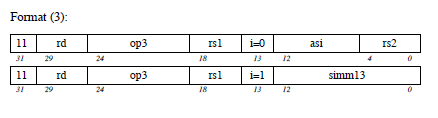 Format (3):
11 rd op3 rs1 i=0 asi rs2
31 29 24 18 13 12 4 0
11 rd op3 rs1 i=1 simm13
31 29 24 18 13 12 0